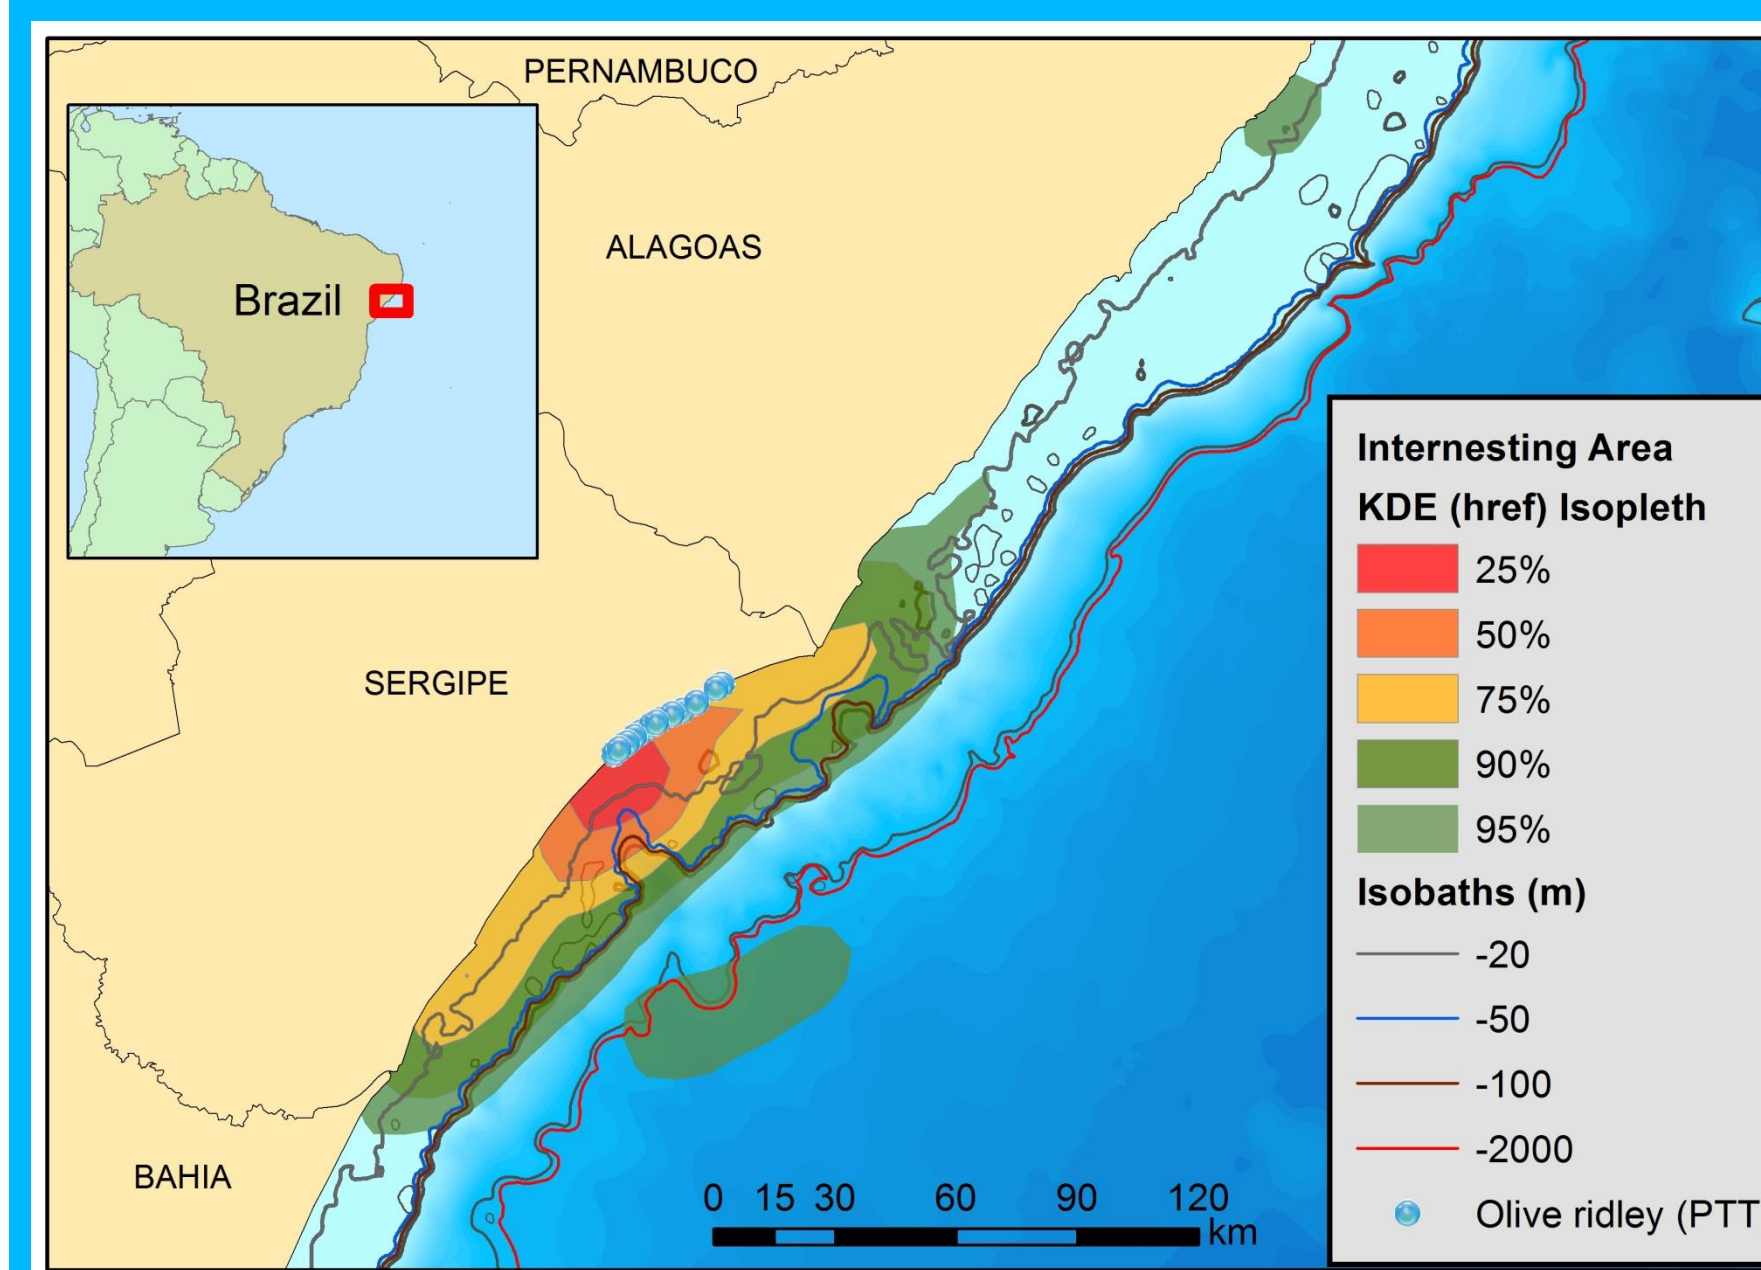 PERNAMBUCO
ALAGOAS
Brazil
SERGIPE
BAHIA
Internesting Area
KDE (href) Isopleth
25%
50%
75%
90%
95%
Isobaths (m)
-20
-50
-100
-2000
Olive ridley (PTT
0 15 30 60 90 120
km